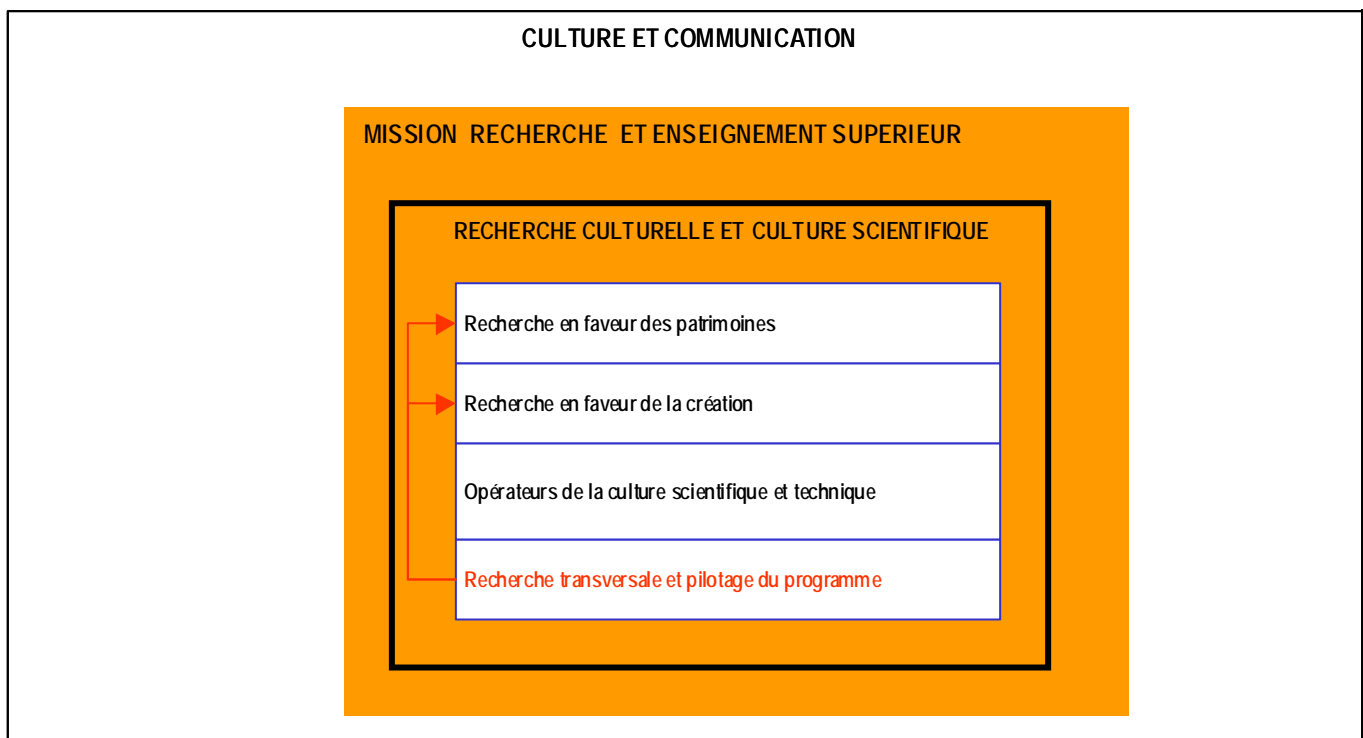 CULTURE ET COMMUNICATION
MISSION RECHERCHE ET ENSEIGNEMENT SUPERIEUR
RECHERCHE CULTURELLE ET CULTURE SCIENTIFIQUE
Recherche en faveur des patrimoines
Recherche en faveur de la création
Opérateurs de la culture scientifique et technique
Recherche transversale et pilotage du programme